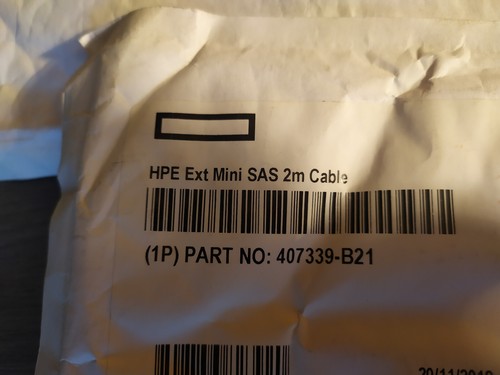 HPE Ext Mini SAS 2m Cable
(1P) PART NO: 407339-B21